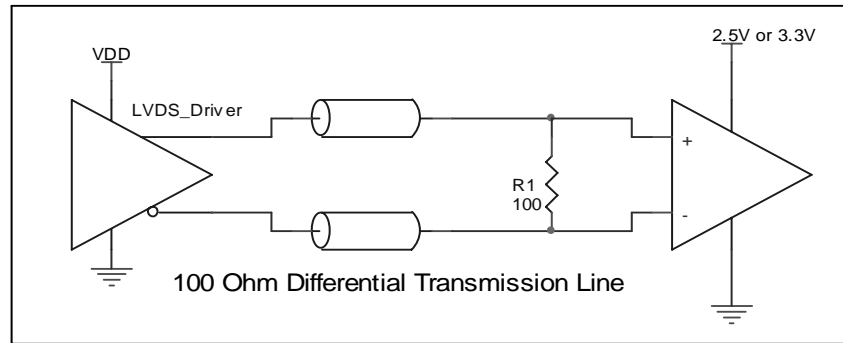 VDD
2.5V or 3.3V
LVDS_Driver
+
R1
100
-
100 Ohm Differential Transmission Line